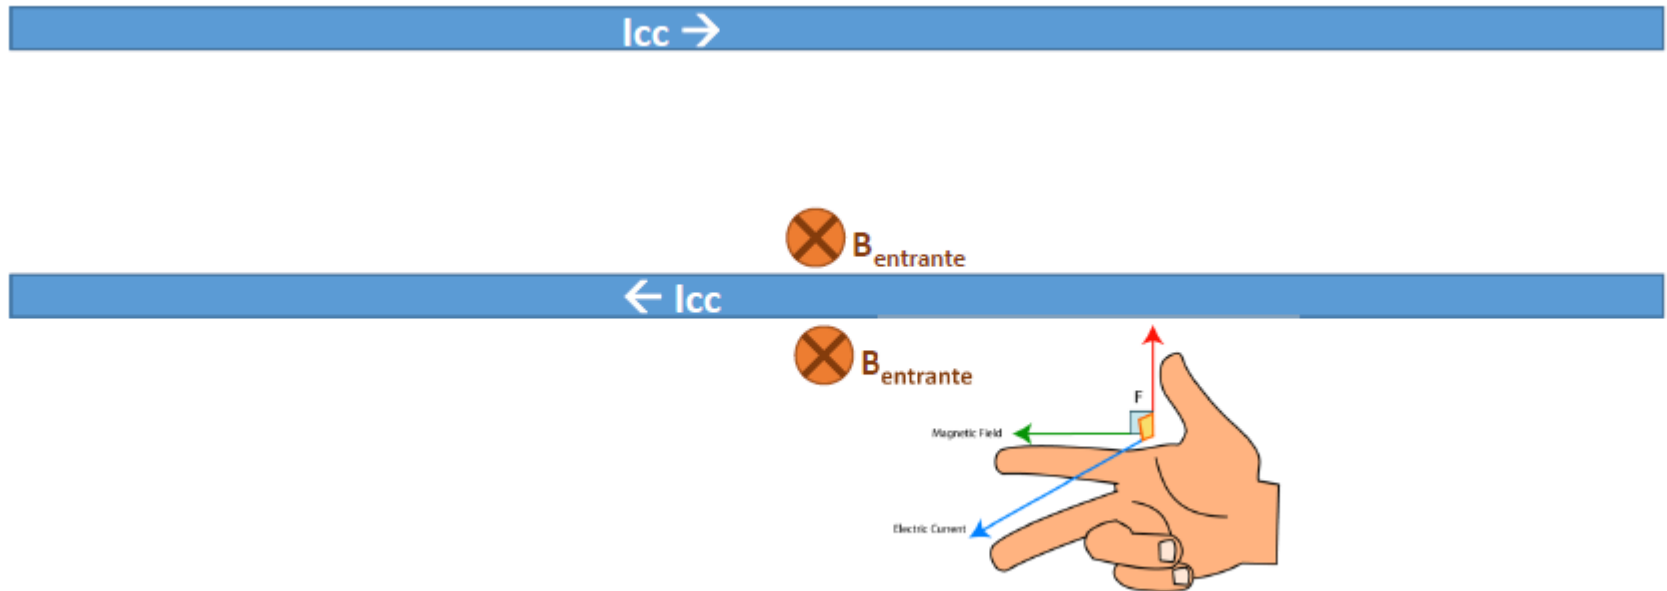 Icc →
B entrante
← Icc
B entrante
F
Magnetic Field
Electric Current